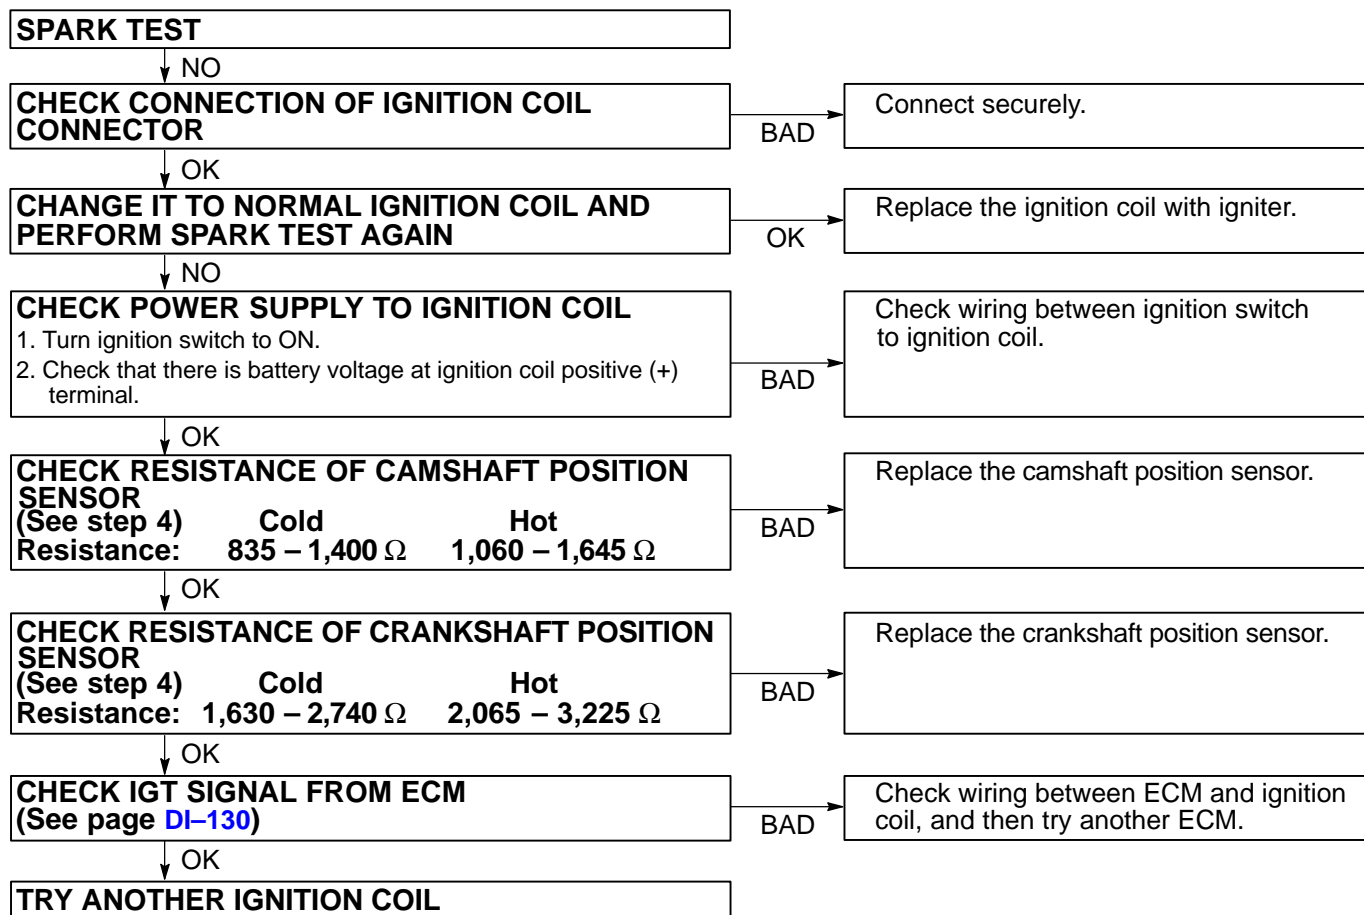 SPARK TEST
NO
CHECK CONNECTION OF IGNITION COIL
CONNECTOR
BAD
Connect securely.
OK
CHANGE IT TO NORMAL IGNITION COIL AND
PERFORM SPARK TEST AGAIN
OK
Replace the ignition coil with igniter.
NO
CHECK POWER SUPPLY TO IGNITION COIL
1. Turn ignition switch to ON.
2. Check that there is battery voltage at ignition coil positive (+)
terminal.
BAD
Check wiring between ignition switch
to ignition coil.
OK
CHECK RESISTANCE OF CAMSHAFT POSITION
SENSOR
(See step 4) Cold Hot
Resistance: 835 – 1,400 Ω 1,060 – 1,645 Ω
BAD
Replace the camshaft position sensor.
OK
CHECK RESISTANCE OF CRANKSHAFT POSITION
SENSOR
(See step 4) Cold Hot
Resistance: 1,630 – 2,740 Ω 2,065 – 3,225 Ω
BAD
Replace the crankshaft position sensor.
OK
CHECK IGT SIGNAL FROM ECM
(See page DI–130)
BAD
Check wiring between ECM and ignition
coil, and then try another ECM.
OK
TRY ANOTHER IGNITION COIL